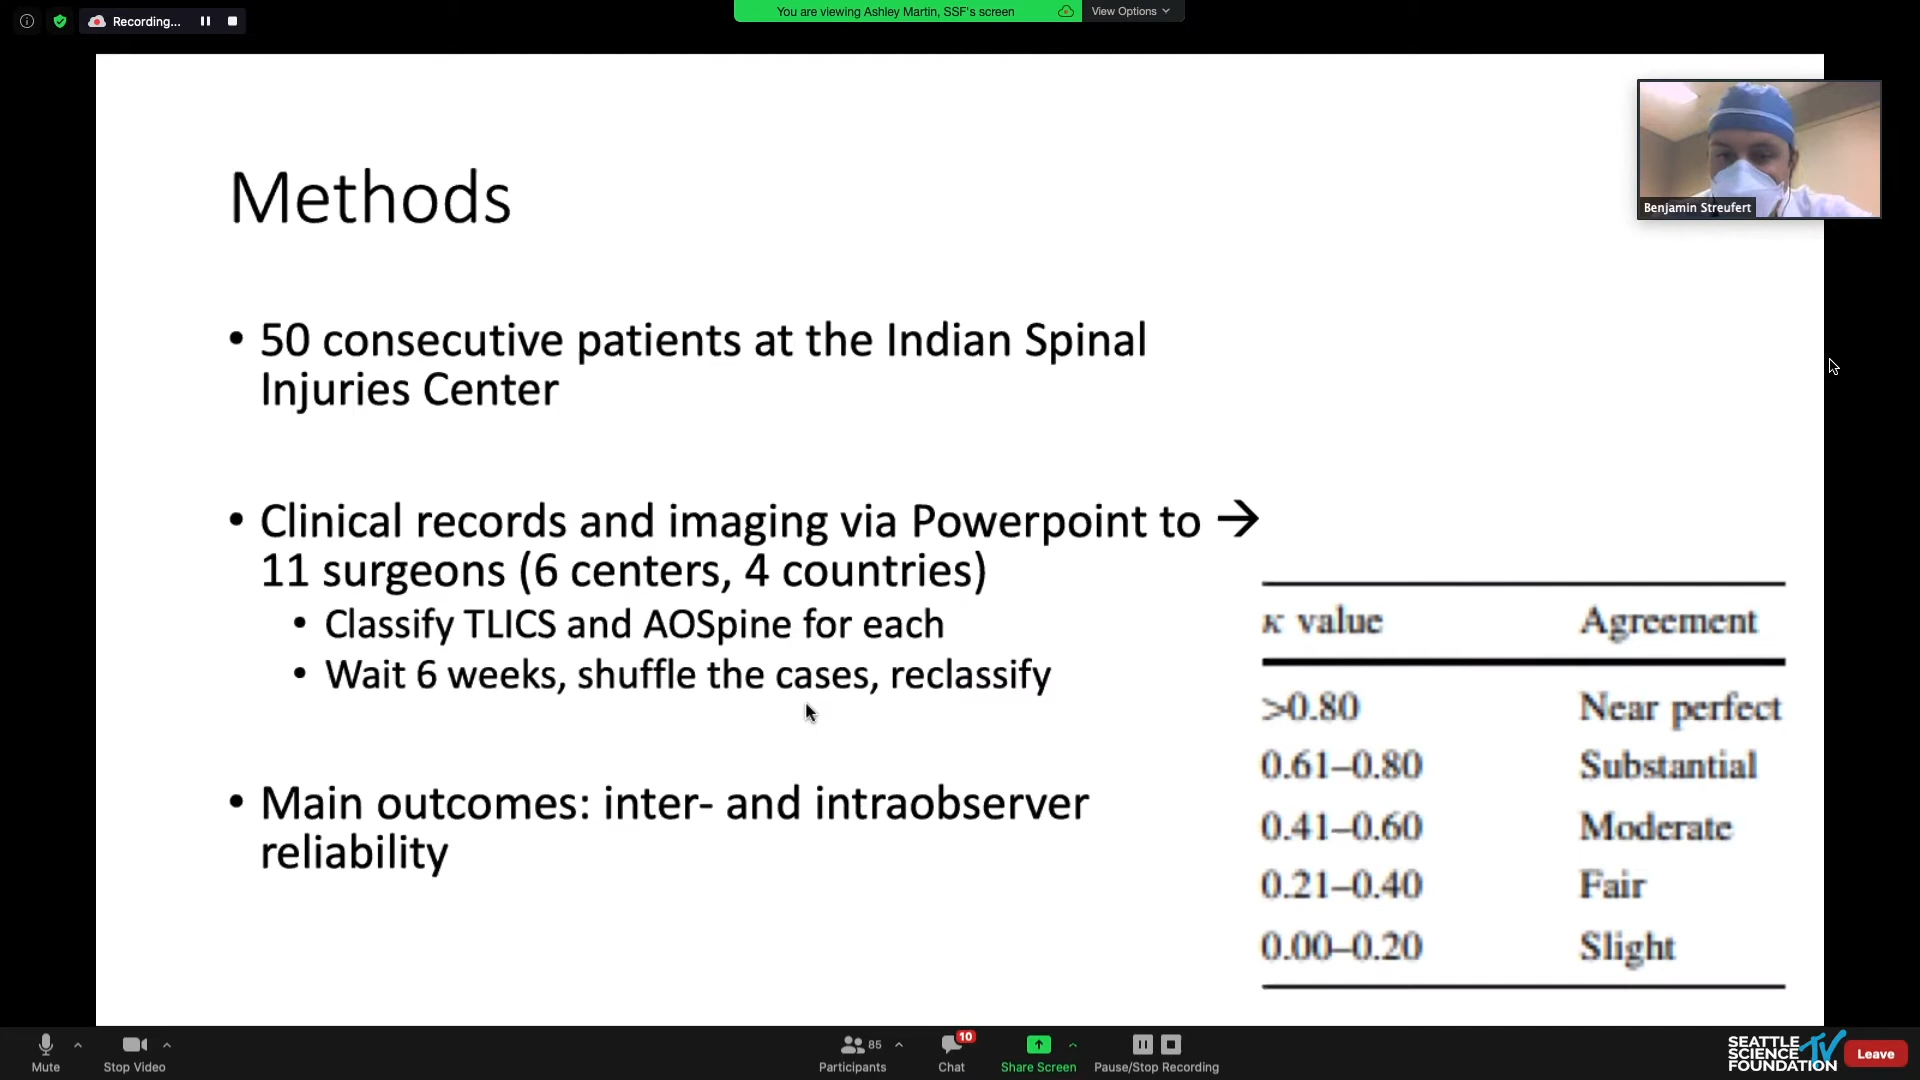 Recording...
You are viewing Ashley Martin, SSF's screen
View Options
Benjamin Streufert
Methods
• 50 consecutive patients at the Indian Spinal
Injuries Center
• Clinical records and imaging via Powerpoint to →
11 surgeons (6 centers, 4 countries)
• Classify TLICS and AOSpine for each
• Wait 6 weeks, shuffle the cases, reclassify
• Main outcomes: inter- and intraobserver
reliability
κ value Agreement
>0.80 Near perfect
0.61–0.80 Substantial
0.41–0.60 Moderate
0.21–0.40 Fair
0.00–0.20 Slight
Mute
Stop Video
85
Participants
10
Chat
Share Screen
Pause/Stop Recording
SEATTLE
SCIENCE TV
FOUNDATION
Leave